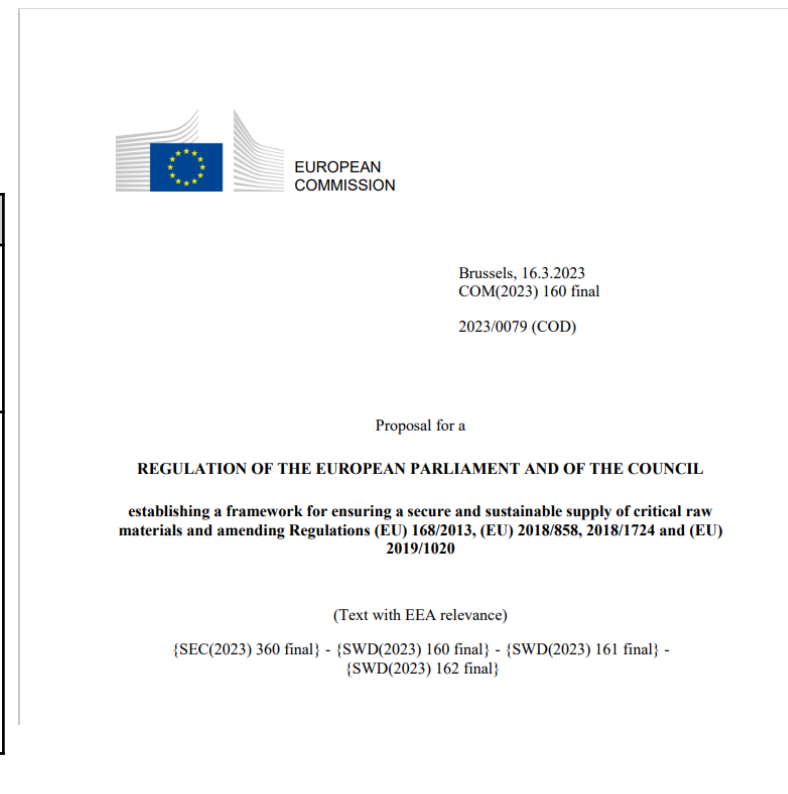 EUROPEAN
COMMISSION
Brussels, 16.3.2023
COM(2023) 160 final
2023/0079 (COD)
Proposal for a
REGULATION OF THE EUROPEAN PARLIAMENT AND OF THE COUNCIL
establishing a framework for ensuring a secure and sustainable supply of critical raw
materials and amending Regulations (EU) 168/2013, (EU) 2018/858, 2018/1724 and (EU)
2019/1020
(Text with EEA relevance)
{SEC(2023) 360 final} - {SWD(2023) 160 final} - {SWD(2023) 161 final} -
{SWD(2023) 162 final}